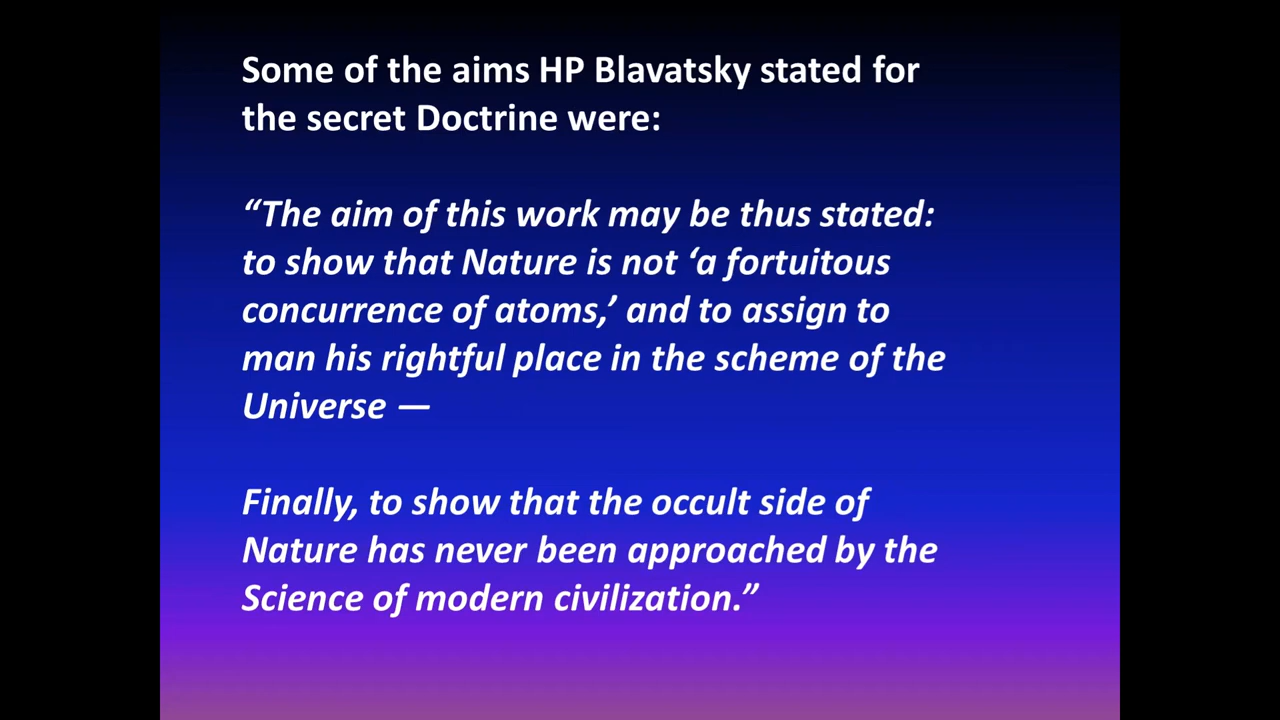 Some of the aims HP Blavatsky stated for
the secret Doctrine were:
“The aim of this work may be thus stated:
to show that Nature is not ‘a fortuitous
concurrence of atoms,’ and to assign to
man his rightful place in the scheme of the
Universe —
Finally, to show that the occult side of
Nature has never been approached by the
Science of modern civilization.”